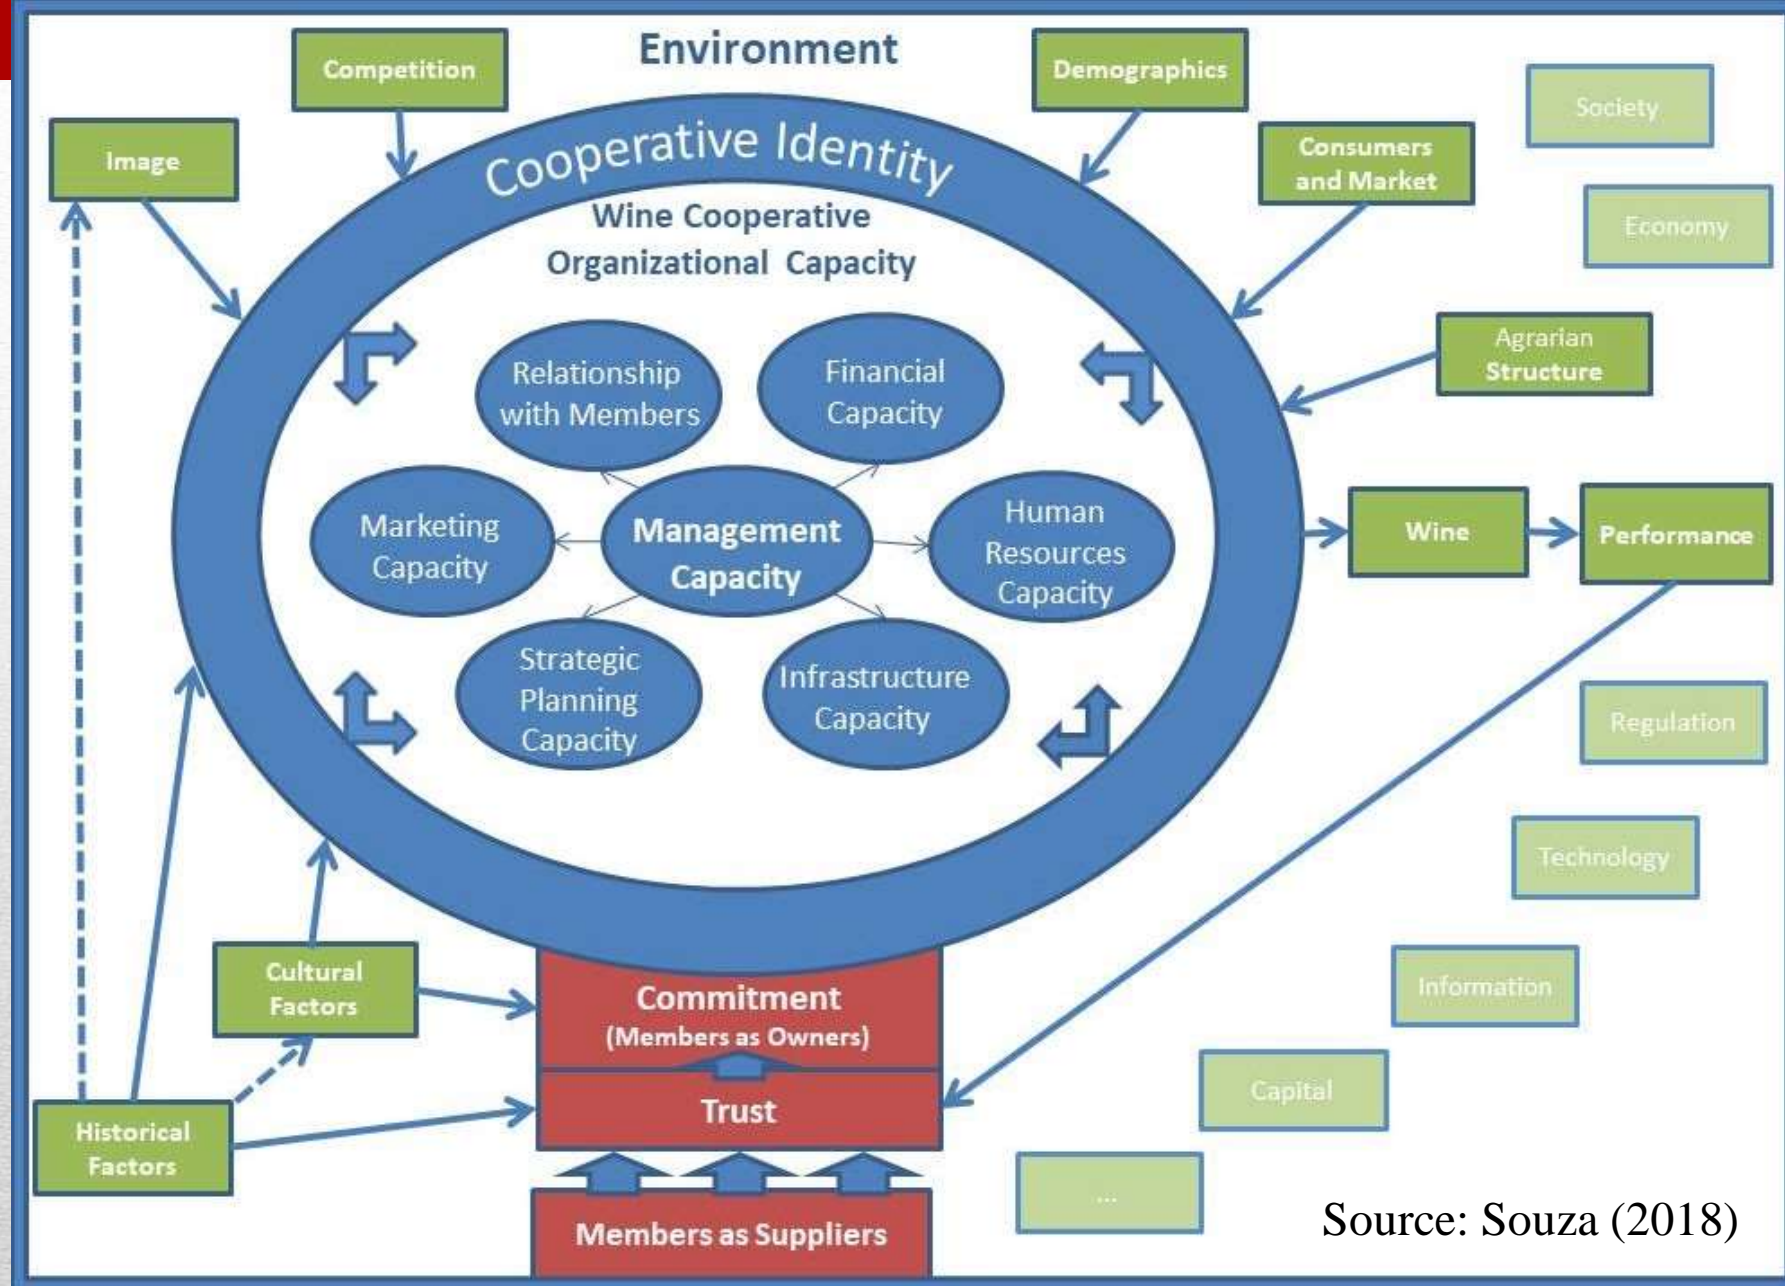 Environment
Competition
Demographics
Society
Image
Consumers
and Market
Cooperative Identity
Economy
Wine Cooperative
Organizational Capacity
Agrarian
Structure
Relationship
with Members
Financial
Capacity
Marketing
Capacity
Management
Capacity
Human
Resources
Capacity
Wine
Performance
Strategic
Planning
Capacity
Infrastructure
Capacity
Regulation
Technology
Cultural
Factors
Commitment
(Members as Owners)
Information
Historical
Factors
Trust
Capital
Members as Suppliers
...
Source: Souza (2018)